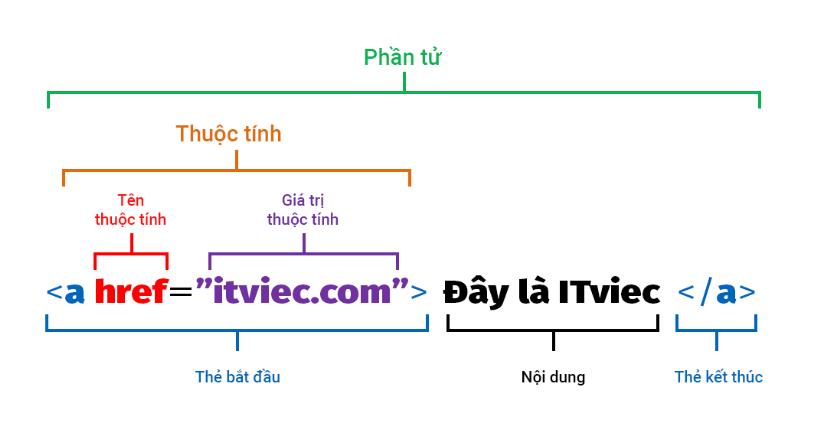 Phần tử
Thuộc tính
Tên
thuộc tính
Giá trị
thuộc tính
<a href=”itviec.com”> Đây là ITviec </a>
Thẻ bắt đầu
Nội dung
Thẻ kết thúc